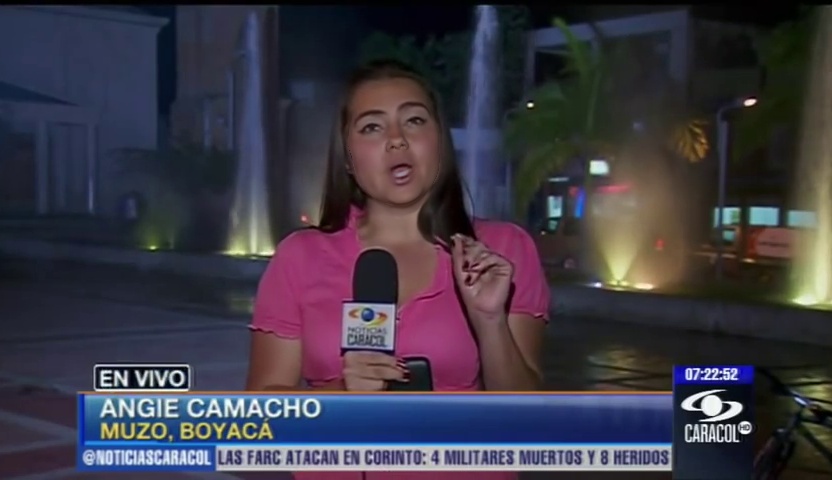 NOTICIAS
CARACOL
EN VIVO
07:22:52
ANGIE CAMACHO
MUZO, BOYACÁ
CARACOL HD
@NOTICIASCARACOL LAS FARC ATACAN EN CORINTO: 4 MILITARES MUERTOS Y 8 HERIDOS